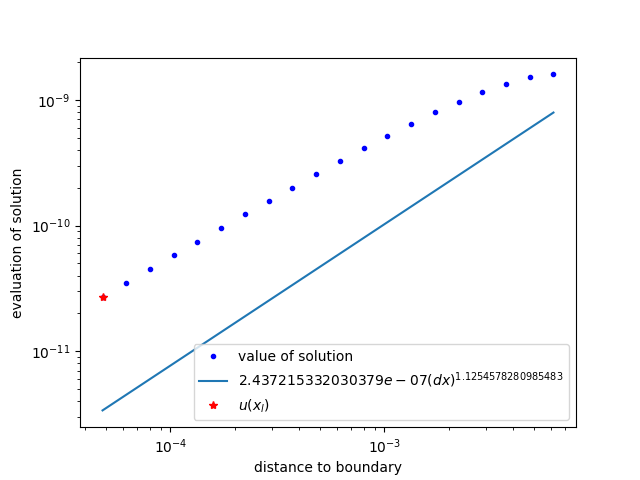 10⁻⁹
10⁻¹⁰
10⁻¹¹
evaluation of solution
value of solution
2.437215332030379e − 07(dx)^1.1254578280985483
u(x_l)
10⁻⁴
10⁻³
distance to boundary